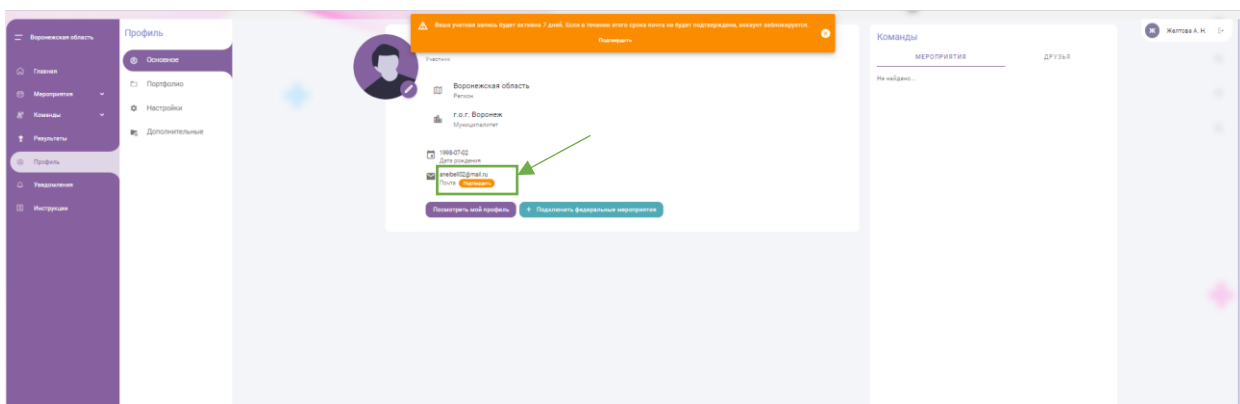 Воронежская область
Главная
Мероприятия
Команды
Результаты
Профиль
Уведомления
Инструкции
Профиль
Основное
Портфолио
Настройки
Дополнительные
Ваша учетная запись будет активна 7 дней. Если в течение этого срока почта не будет подтверждена, аккаунт заблокируется.
Подтвердить
Участник
Воронежская область
Регион
г.о.г. Воронеж
Муниципалитет
1998-07-02
Дата рождения
anebell02@mail.ru
Почта Подтвердить
Посмотреть мой профиль
+ Подключить федеральные мероприятия
Команды
МЕРОПРИЯТИЯ ДРУЗЬЯ
Не найдено...
Ж Желтова А. Н.